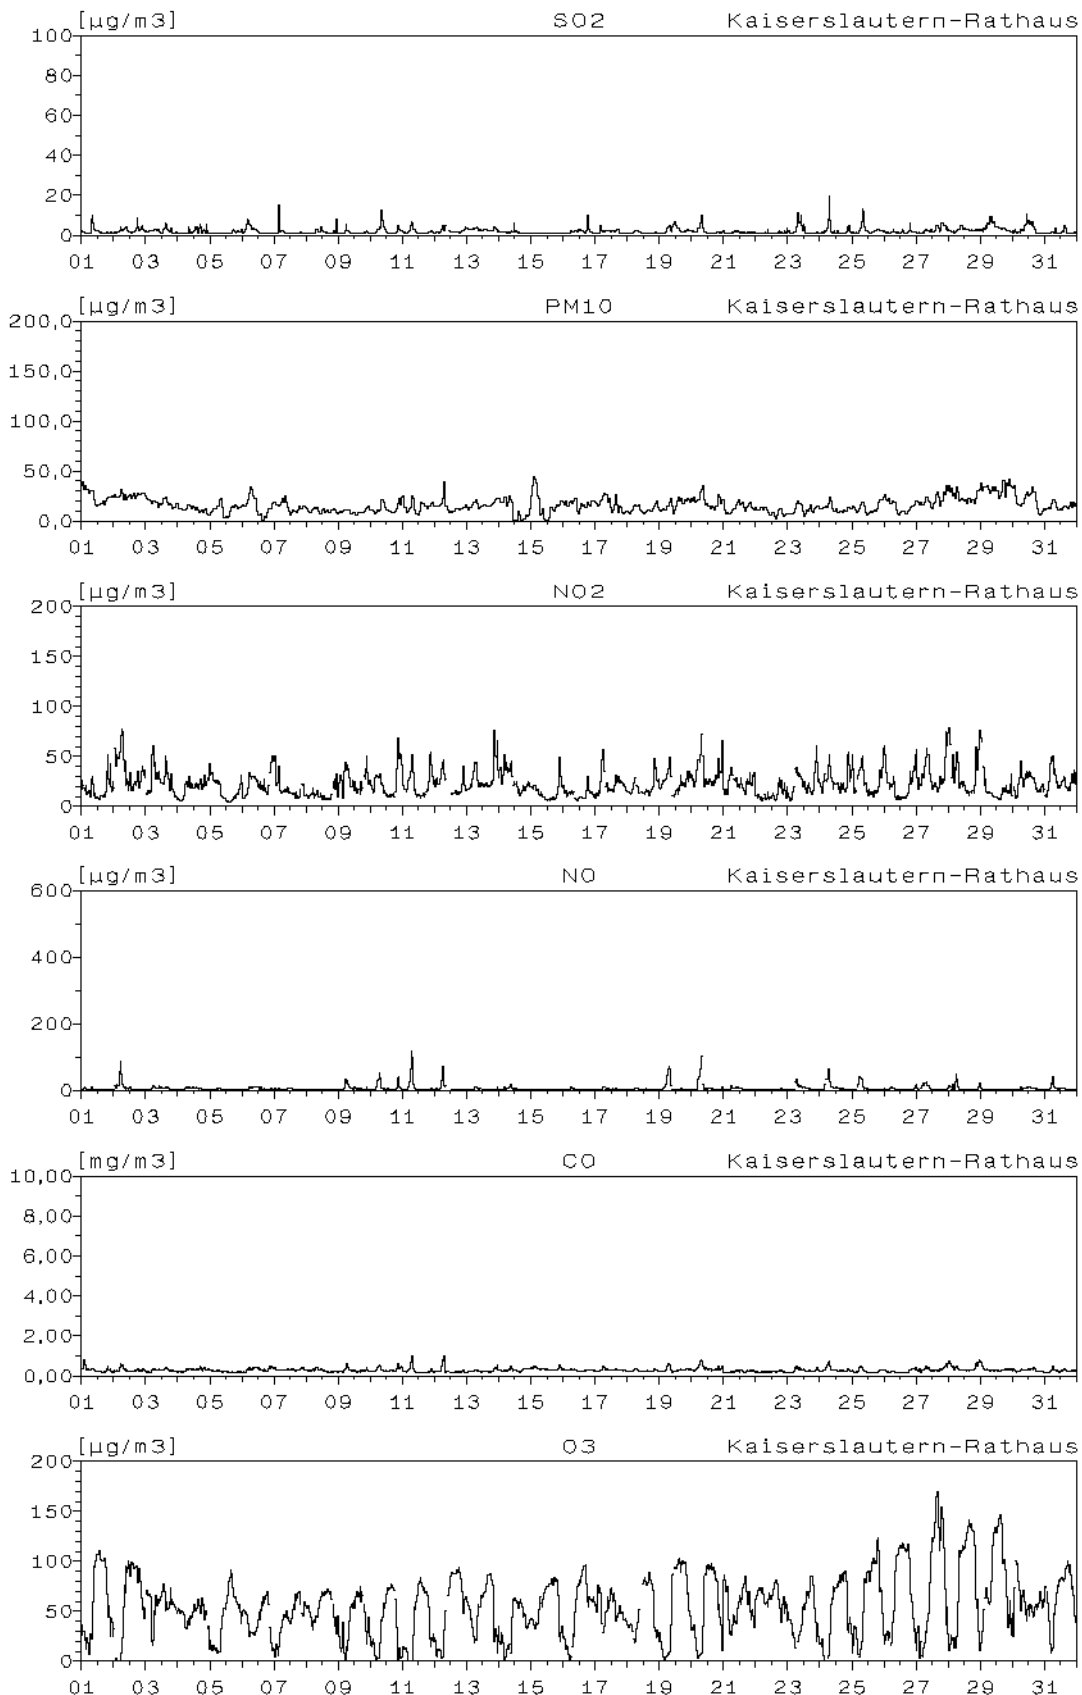 [µg/m3] SO2 Kaiserslautern-Rathaus
100
80
60
40
20
0
01 03 05 07 09 11 13 15 17 19 21 23 25 27 29 31
[µg/m3] PM10 Kaiserslautern-Rathaus
200,0
150,0
100,0
50,0
0,0
01 03 05 07 09 11 13 15 17 19 21 23 25 27 29 31
[µg/m3] NO2 Kaiserslautern-Rathaus
200
150
100
50
0
01 03 05 07 09 11 13 15 17 19 21 23 25 27 29 31
[µg/m3] NO Kaiserslautern-Rathaus
600
400
200
0
01 03 05 07 09 11 13 15 17 19 21 23 25 27 29 31
[mg/m3] CO Kaiserslautern-Rathaus
10,00
8,00
6,00
4,00
2,00
0,00
01 03 05 07 09 11 13 15 17 19 21 23 25 27 29 31
[µg/m3] O3 Kaiserslautern-Rathaus
200
150
100
50
0
01 03 05 07 09 11 13 15 17 19 21 23 25 27 29 31